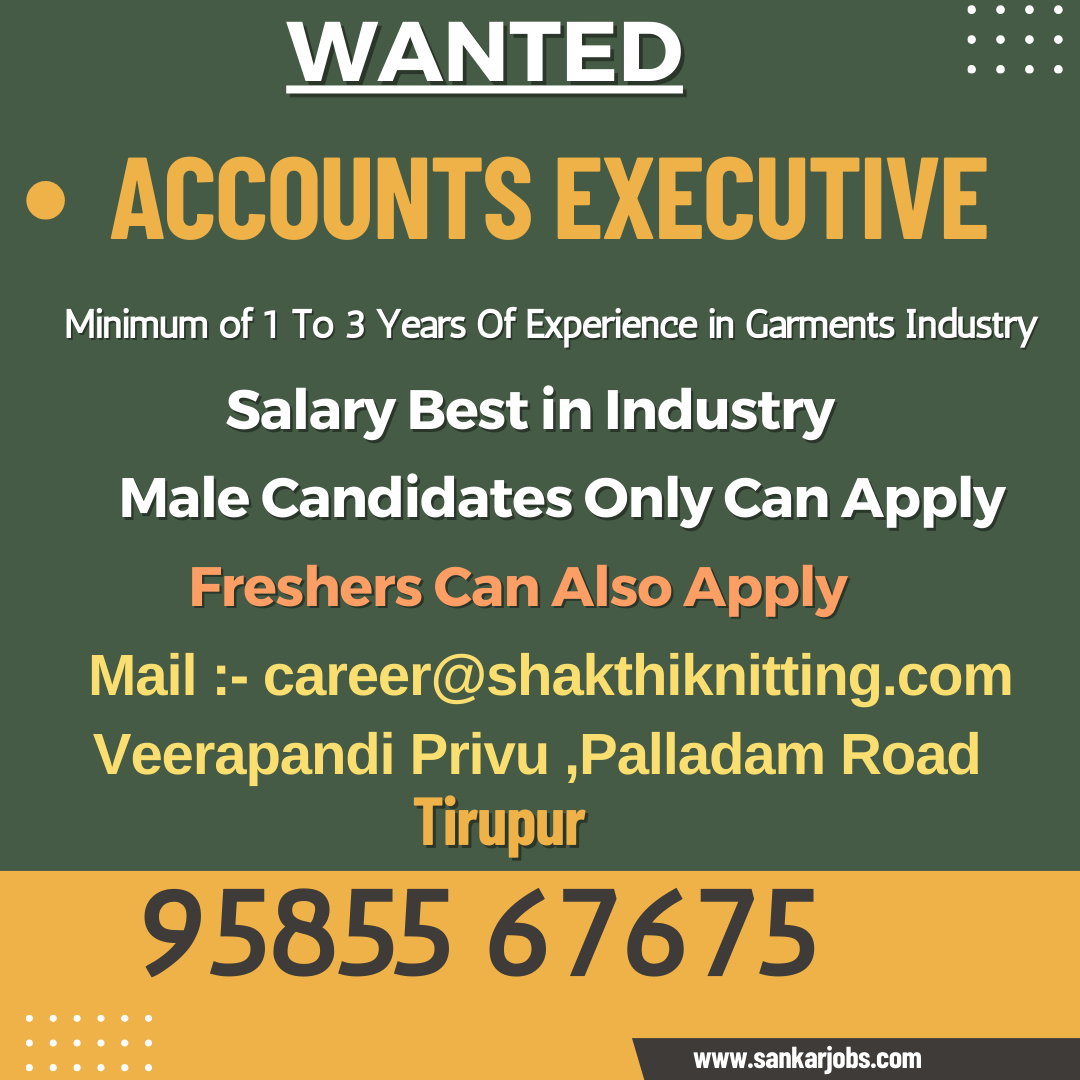 WANTED
• ACCOUNTS EXECUTIVE
Minimum of 1 To 3 Years Of Experience in Garments Industry
Salary Best in Industry
Male Candidates Only Can Apply
Freshers Can Also Apply
Mail :- career@shakthiknitting.com
Veerapandi Privu ,Palladam Road
Tirupur
95855 67675
www.sankarjobs.com